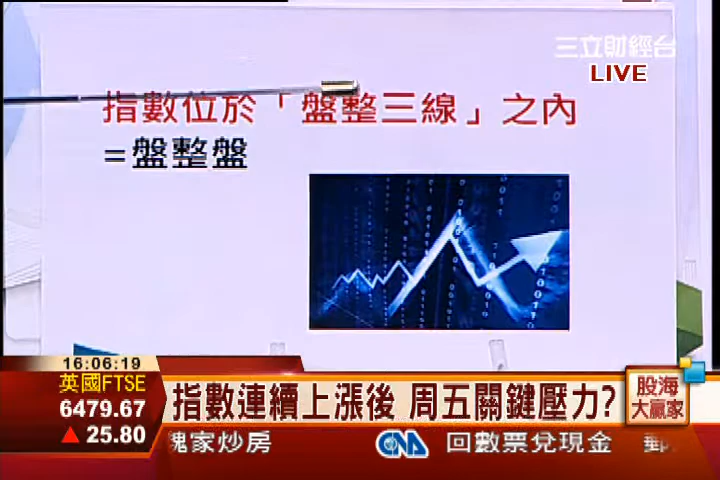 三立財經台
LIVE
指數位於「盤整三線」之內
=盤整盤
16:06:19
英國FTSE
6479.67
▲ 25.80
指數連續上漲後 周五關鍵壓力?
股海
大贏家
家炒房
CNA 回數票兌現金 郵